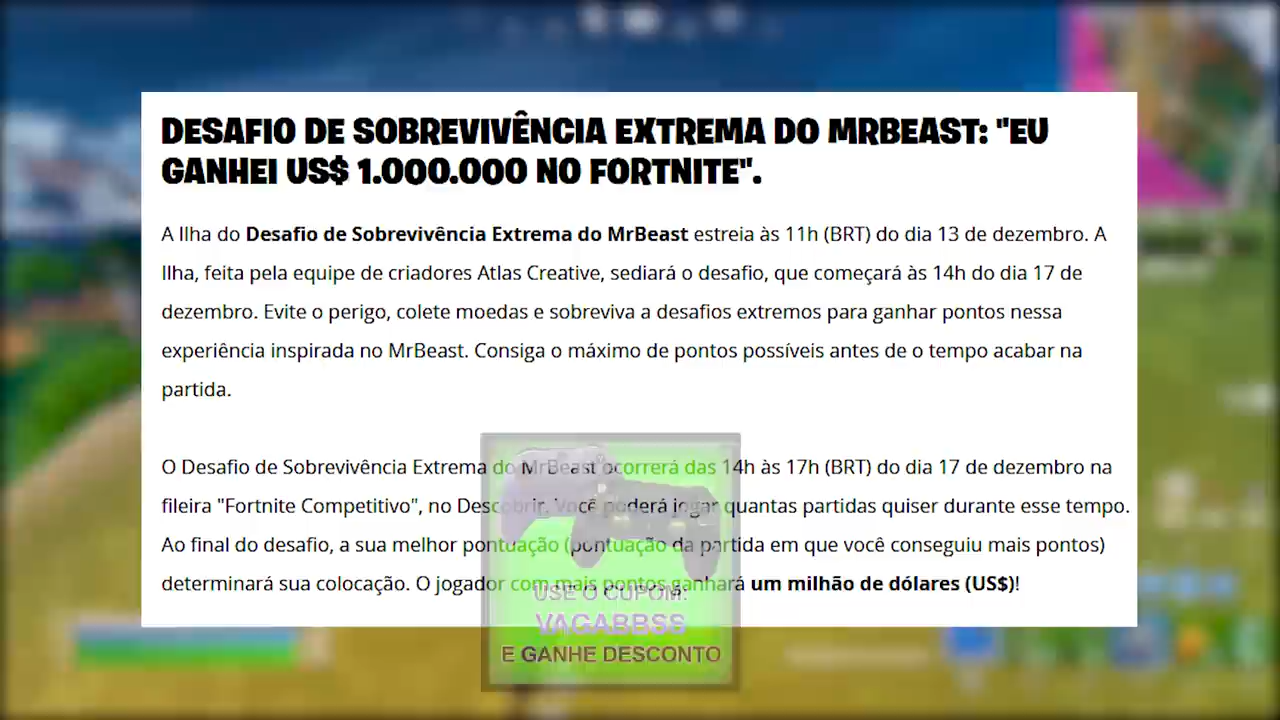 DESAFIO DE SOBREVIVÊNCIA EXTREMA DO MRBEAST: "EU
GANHEI US$ 1.000.000 NO FORTNITE".
A Ilha do Desafio de Sobrevivência Extrema do MrBeast estreia às 11h (BRT) do dia 13 de dezembro. A
Ilha, feita pela equipe de criadores Atlas Creative, sediará o desafio, que começará às 14h do dia 17 de
dezembro. Evite o perigo, colete moedas e sobreviva a desafios extremos para ganhar pontos nessa
experiência inspirada no MrBeast. Consiga o máximo de pontos possíveis antes de o tempo acabar na
partida.
O Desafio de Sobrevivência Extrema do MrBeast ocorrerá das 14h às 17h (BRT) do dia 17 de dezembro na
fileira "Fortnite Competitivo", no Descobrir. Você poderá jogar quantas partidas quiser durante esse tempo.
Ao final do desafio, a sua melhor pontuação (pontuação da partida em que você conseguiu mais pontos)
determinará sua colocação. O jogador com mais pontos ganhará um milhão de dólares (US$)!
USE O CUPOM:
VAGABBSS
E GANHE DESCONTO